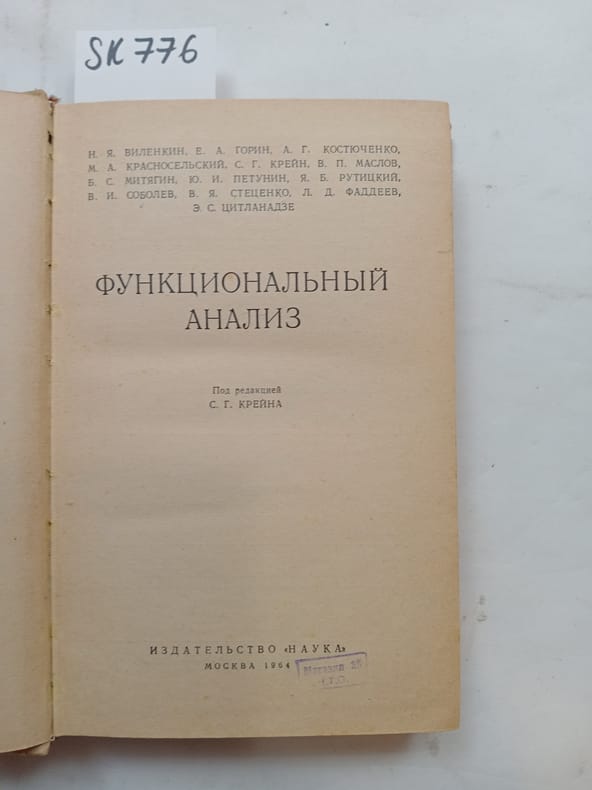 SK 776
Н. Я. ВИЛЕНКИН, Е. А. ГОРИН, А. Г. КОСТЮЧЕНКО,
М. А. КРАСНОСЕЛЬСКИЙ, С. Г. КРЕЙН, В. П. МАСЛОВ,
Б. С. МИТЯГИН, Ю. И. ПЕТУНИН, Я. Б. РУТИЦКИЙ,
В. И. СОБОЛЕВ, В. Я. СТЕЦЕНКО, Л. Д. ФАДДЕЕВ,
Э. С. ЦИТЛАНАДЗЕ
ФУНКЦИОНАЛЬНЫЙ
АНАЛИЗ
Под редакцией
С. Г. КРЕЙНА
ИЗДАТЕЛЬСТВО «НАУКА»
МОСКВА 1964
Магазин